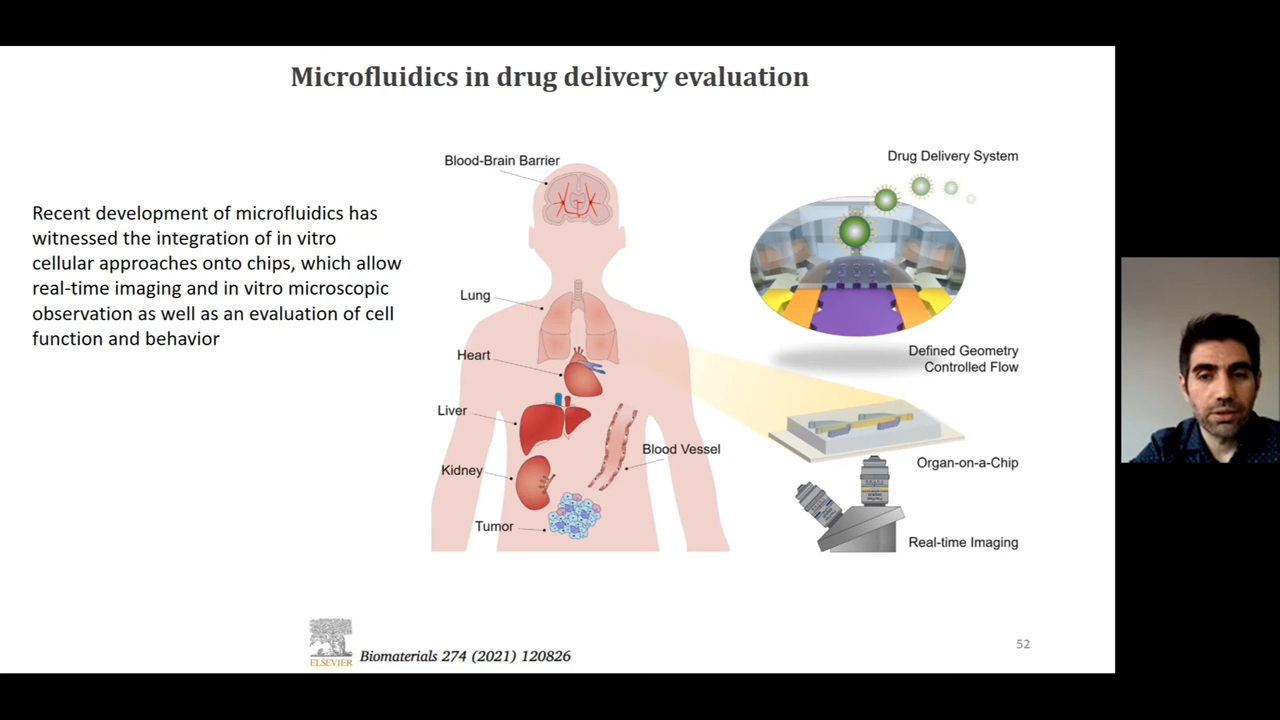 Microfluidics in drug delivery evaluation
Recent development of microfluidics has
witnessed the integration of in vitro
cellular approaches onto chips, which allow
real-time imaging and in vitro microscopic
observation as well as an evaluation of cell
function and behavior
Blood-Brain Barrier
Lung
Heart
Liver
Kidney
Tumor
Blood Vessel
Drug Delivery System
Defined Geometry
Controlled Flow
Organ-on-a-Chip
Real-time Imaging
ELSEVIER
Biomaterials 274 (2021) 120826
52